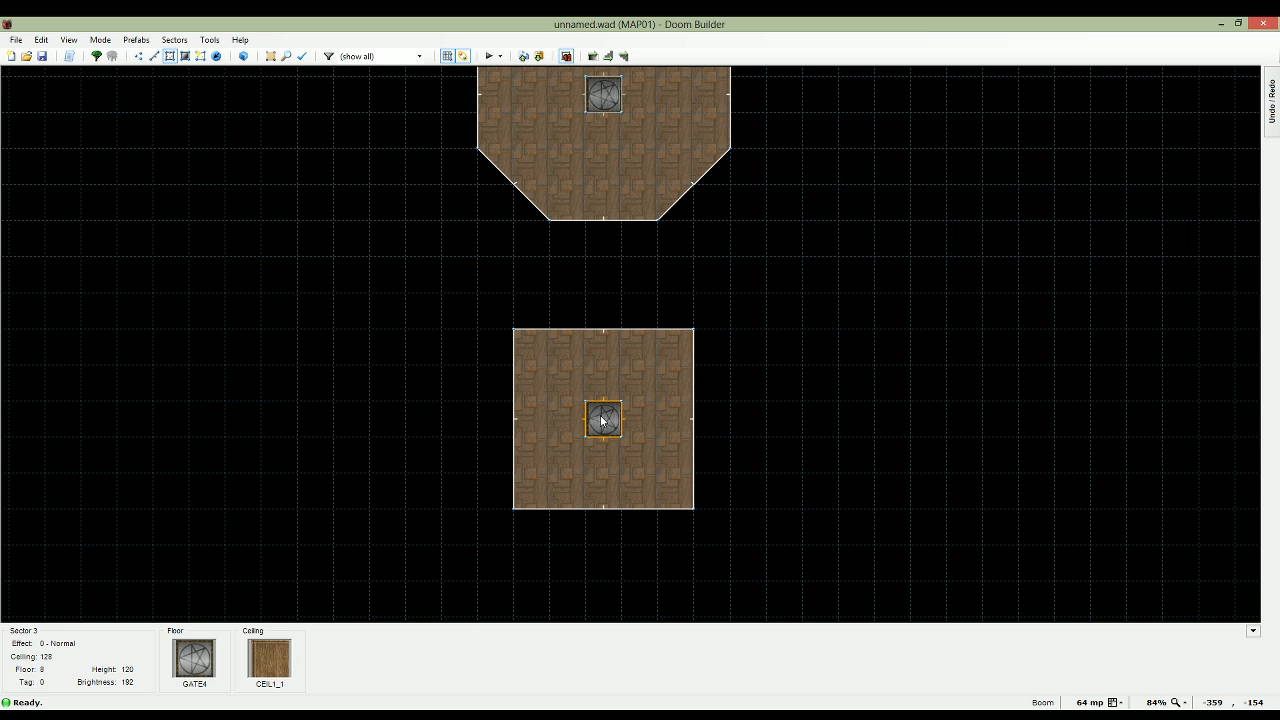 unnamed.wad (MAP01) - Doom Builder
File Edit View Mode Prefabs Sectors Tools Help
(show all)
Undo / Redo
Sector 3
Effect: 0 - Normal
Ceiling: 128
Floor: 8 Height: 120
Tag: 0 Brightness: 192
Floor
GATE4
Ceiling
CEIL1_1
Ready.
Boom 64 mp 84% -359 , -154